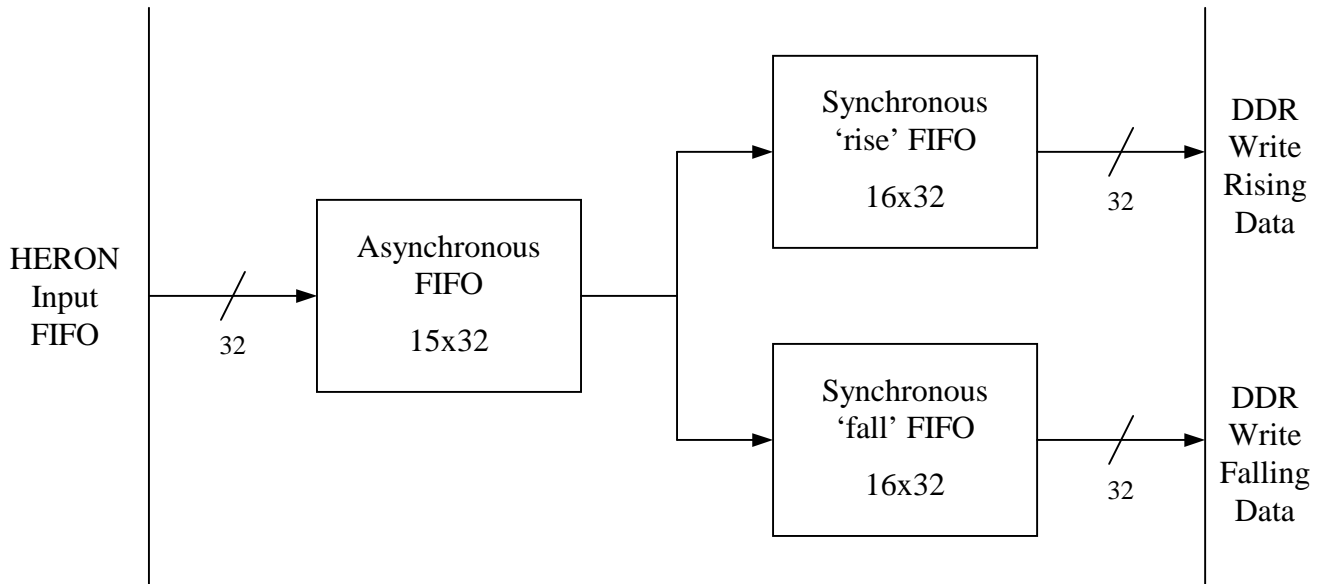 HERON
Input
FIFO
32
Asynchronous
FIFO
15x32
Synchronous
‘rise’ FIFO
16x32
32
DDR
Write
Rising
Data
Synchronous
‘fall’ FIFO
16x32
32
DDR
Write
Falling
Data